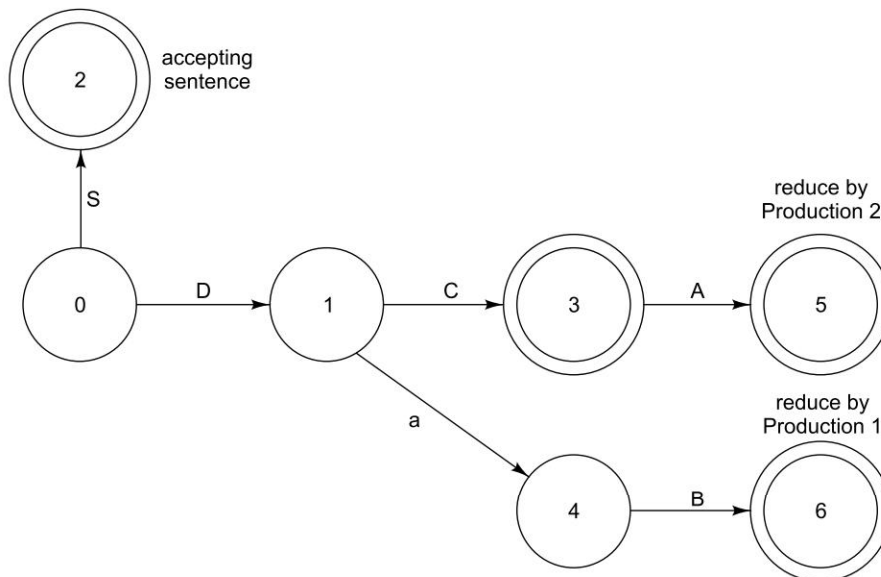 2
accepting
sentence
S
reduce by
Production 2
0
D
1
C
3
A
5
a
reduce by
Production 1
4
B
6